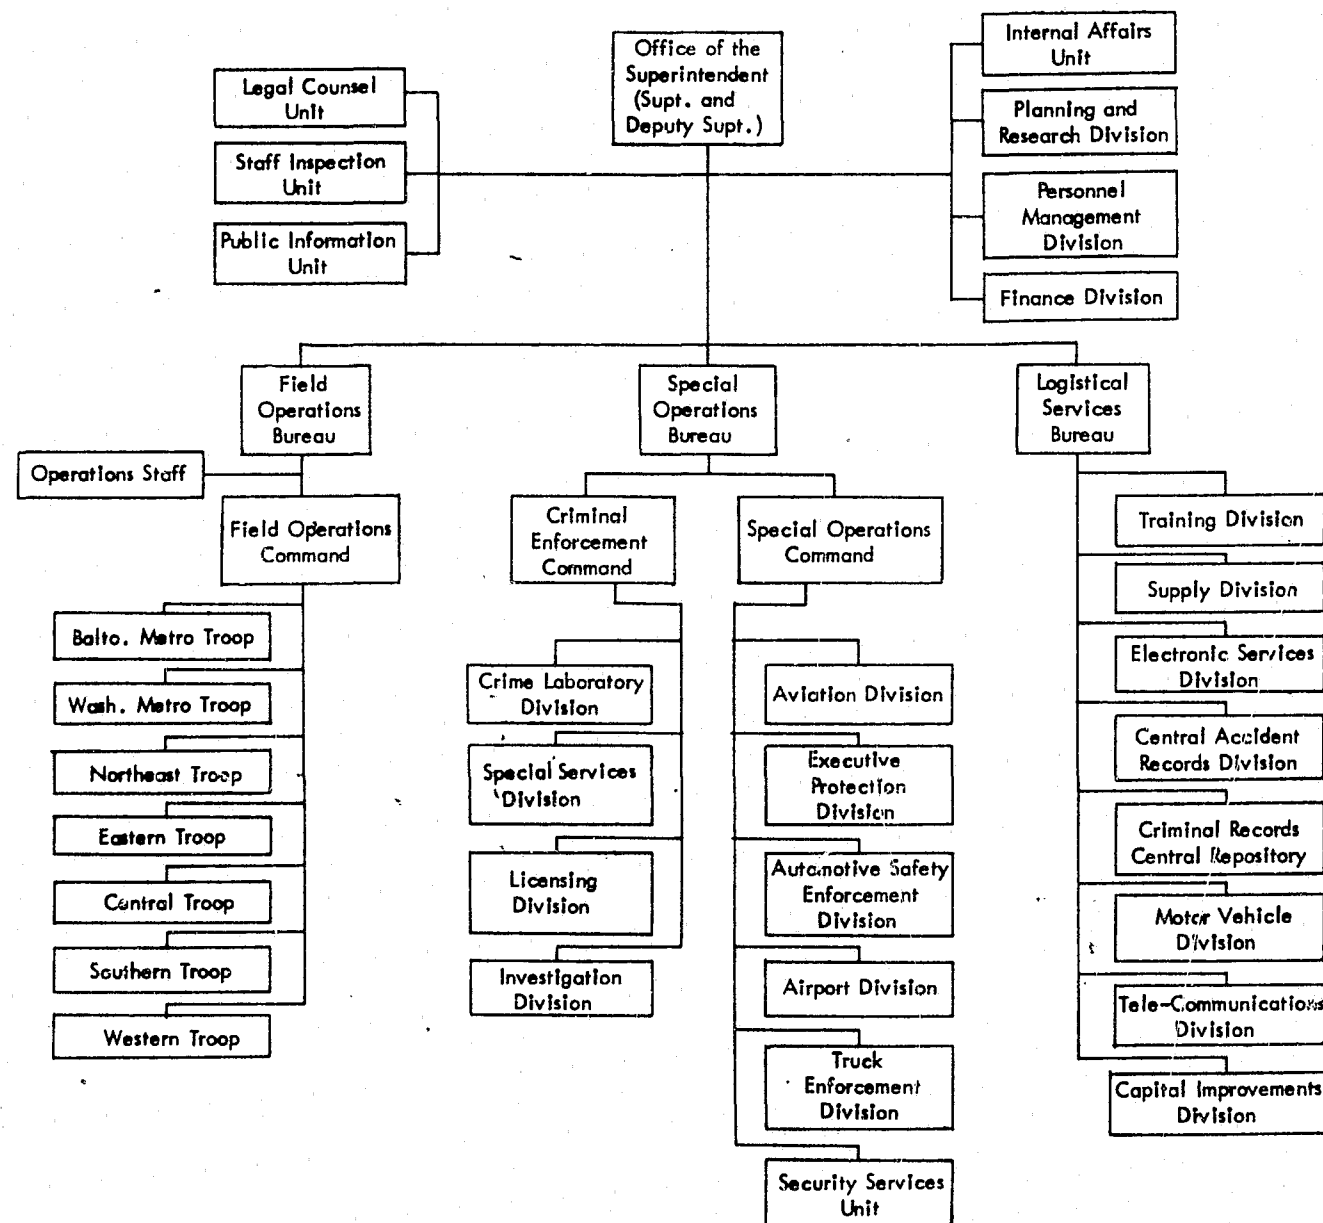 Office of the
Superintendent
(Supt. and
Deputy Supt.)
Legal Counsel
Unit
Staff Inspection
Unit
Public Information
Unit
Internal Affairs
Unit
Planning and
Research Division
Personnel
Management
Division
Finance Division
Field
Operations
Bureau
Special
Operations
Bureau
Logistical
Services
Bureau
Operations Staff
Field Operations
Command
Balto. Metro Troop
Wash. Metro Troop
Northeast Troop
Eastern Troop
Central Troop
Southern Troop
Western Troop
Criminal
Enforcement
Command
Crime Laboratory
Division
Special Services
Division
Licensing
Division
Investigation
Division
Special Operations
Command
Aviation Division
Executive
Protection
Division
Automotive Safety
Enforcement
Division
Airport Division
Truck
Enforcement
Division
Security Services
Unit
Training Division
Supply Division
Electronic Services
Division
Central Accident
Records Division
Criminal Records
Central Repository
Motor Vehicle
Division
Tele-Communications
Division
Capital Improvements
Division